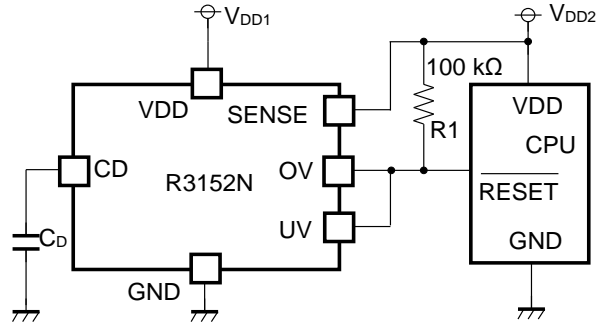 VDD1
VDD2
100 kΩ
VDD
SENSE
R1
VDD
CPU
CD
R3152N
OV
RESET
CD
UV
GND
GND